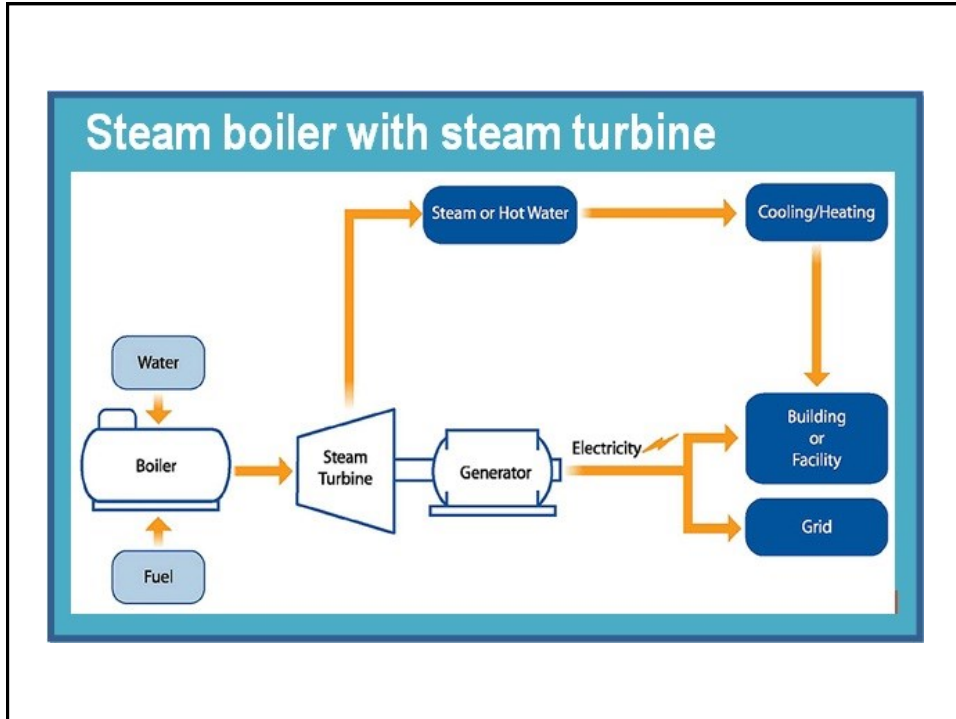 Steam boiler with steam turbine
Steam or Hot Water
Cooling/Heating
Water
Boiler
Fuel
Steam
Turbine
Generator
Electricity
Building
or
Facility
Grid